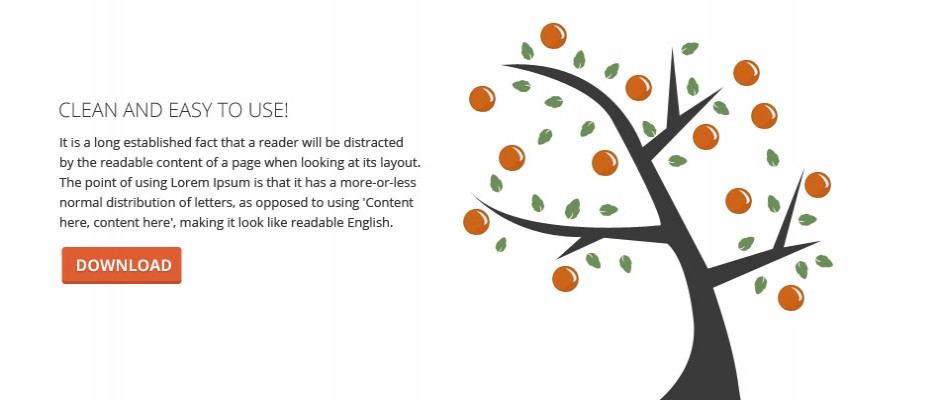 CLEAN AND EASY TO USE!
It is a long established fact that a reader will be distracted
by the readable content of a page when looking at its layout.
The point of using Lorem Ipsum is that it has a more-or-less
normal distribution of letters, as opposed to using 'Content
here, content here', making it look like readable English.
DOWNLOAD